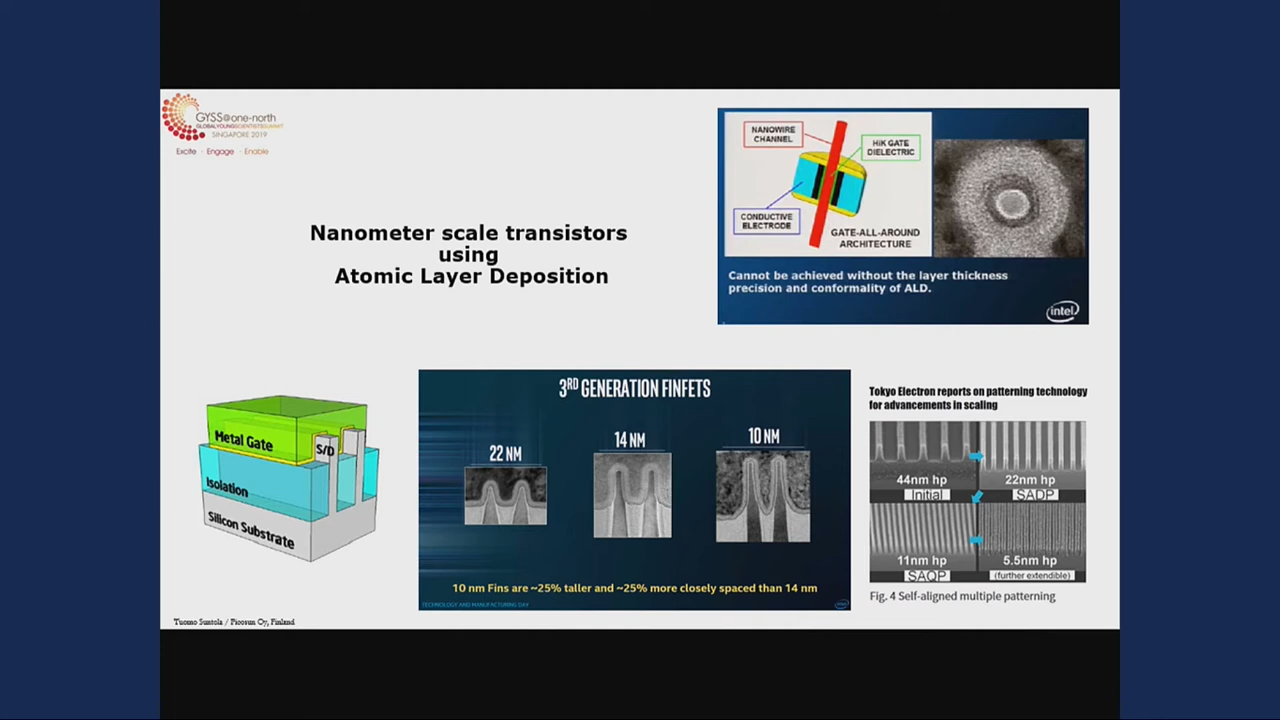 GYSS@one-north
GLOBAL YOUNG SCIENTISTS SUMMIT
SINGAPORE 2019
Excite · Engage · Enable
Nanometer scale transistors
using
Atomic Layer Deposition
NANOWIRE
CHANNEL
HiK GATE
DIELECTRIC
CONDUCTIVE
ELECTRODE
GATE-ALL-AROUND
ARCHITECTURE
Cannot be achieved without the layer thickness
precision and conformality of ALD.
intel
Metal Gate
S/D
Isolation
Silicon Substrate
3RD GENERATION FINFETS
22 NM
14 NM
10 NM
10 nm Fins are ~25% taller and ~25% more closely spaced than 14 nm
TECHNOLOGY AND MANUFACTURING DAY
intel
Tokyo Electron reports on patterning technology
for advancements in scaling
44nm hp
Initial
22nm hp
SADP
11nm hp
SAQP
5.5nm hp
(further extendible)
Fig. 4 Self-aligned multiple patterning
Tuomo Suntola / Picosun Oy, Finland